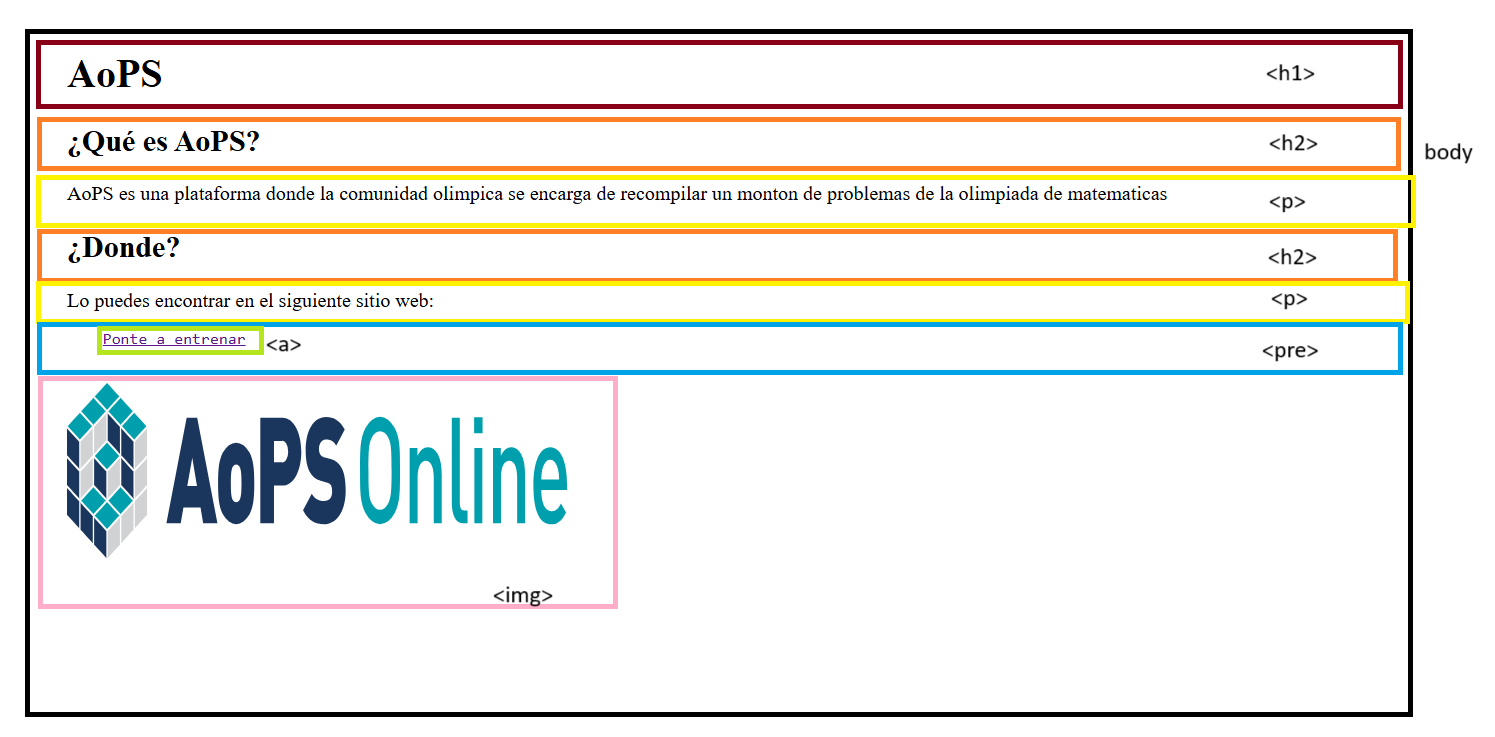 AoPS <h1>
¿Qué es AoPS? <h2>
body
AoPS es una plataforma donde la comunidad olimpica se encarga de recompilar un monton de problemas de la olimpiada de matematicas <p>
¿Donde? <h2>
Lo puedes encontrar en el siguiente sitio web: <p>
Ponte a entrenar <a> <pre>
AoPS Online
<img>